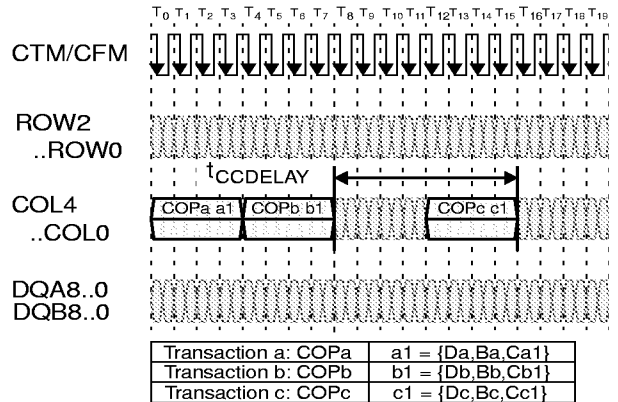 T0 T1 T2 T3 T4 T5 T6 T7 T8 T9 T10 T11 T12 T13 T14 T15 T16 T17 T18 T19
CTM/CFM
ROW2
..ROW0
tCCDELAY
COL4
..COL0
COPa a1 COPb b1 COPc c1
DQA8..0
DQB8..0
Transaction a: COPa a1 = {Da,Ba,Ca1}
Transaction b: COPb b1 = {Db,Bb,Cb1}
Transaction c: COPc c1 = {Dc,Bc,Cc1}